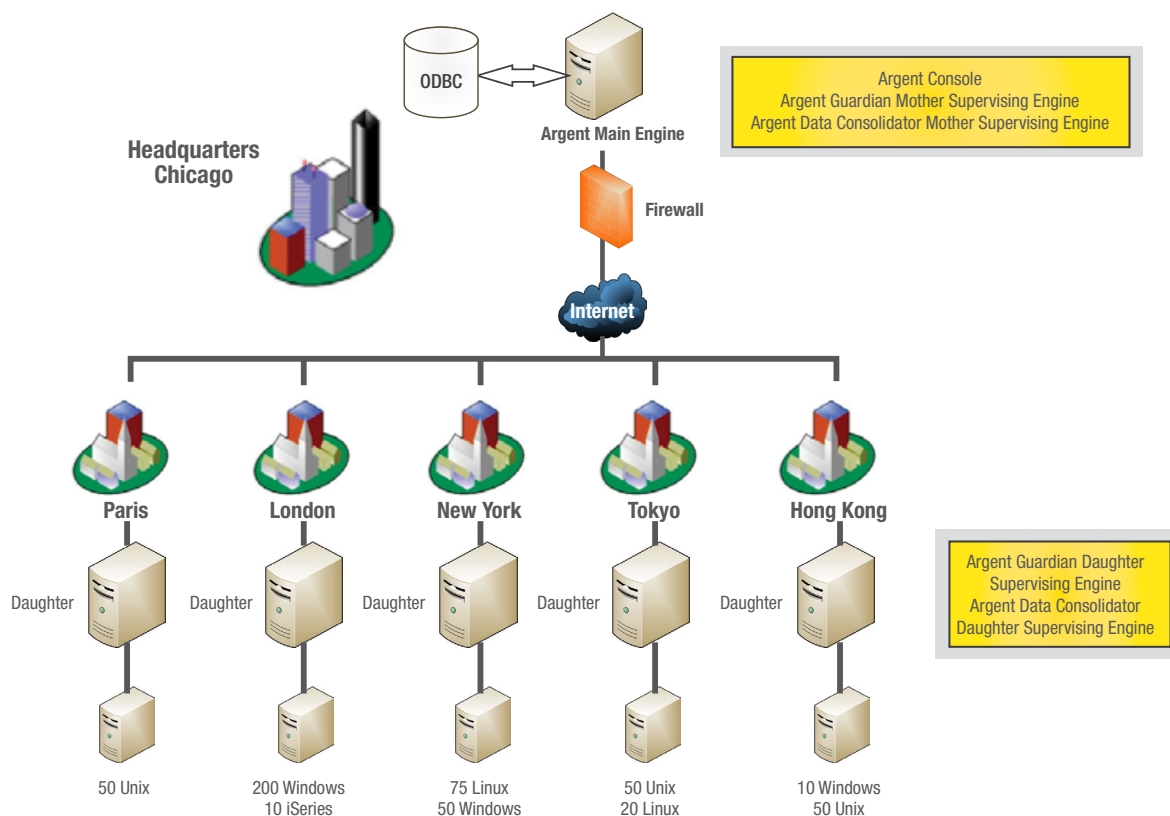 ODBC
Argent Main Engine
Argent Console
Argent Guardian Mother Supervising Engine
Argent Data Consolidator Mother Supervising Engine
Headquarters
Chicago
Firewall
Internet
Paris
London
New York
Tokyo
Hong Kong
Daughter
Daughter
Daughter
Daughter
Daughter
Argent Guardian Daughter
Supervising Engine
Argent Data Consolidator
Daughter Supervising Engine
50 Unix
200 Windows
10 iSeries
75 Linux
50 Windows
50 Unix
20 Linux
10 Windows
50 Unix